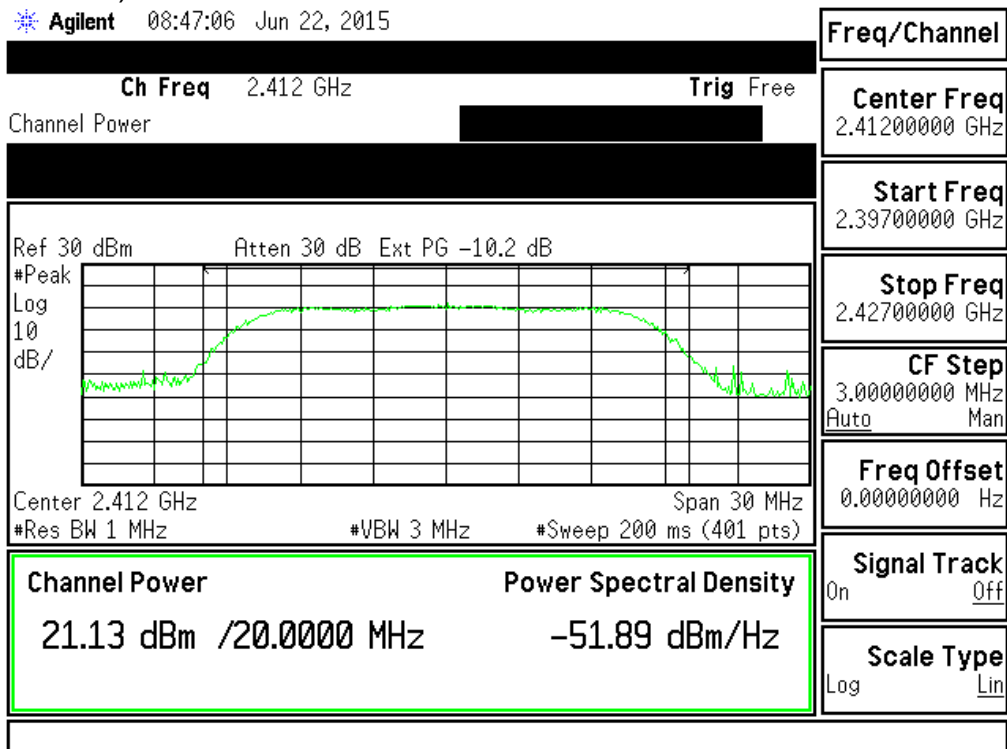 Agilent 08:47:06 Jun 22, 2015
Freq/Channel
Ch Freq 2.412 GHz Trig Free
Channel Power
Center Freq
2.41200000 GHz
Start Freq
2.39700000 GHz
Stop Freq
2.42700000 GHz
CF Step
3.00000000 MHz
Auto Man
Freq Offset
0.00000000 Hz
Signal Track
On Off
Scale Type
Log Lin
Ref 30 dBm Atten 30 dB Ext PG -10.2 dB
#Peak
Log
10
dB/
Center 2.412 GHz Span 30 MHz
#Res BW 1 MHz #VBW 3 MHz #Sweep 200 ms (401 pts)
Channel Power Power Spectral Density
21.13 dBm /20.0000 MHz -51.89 dBm/Hz